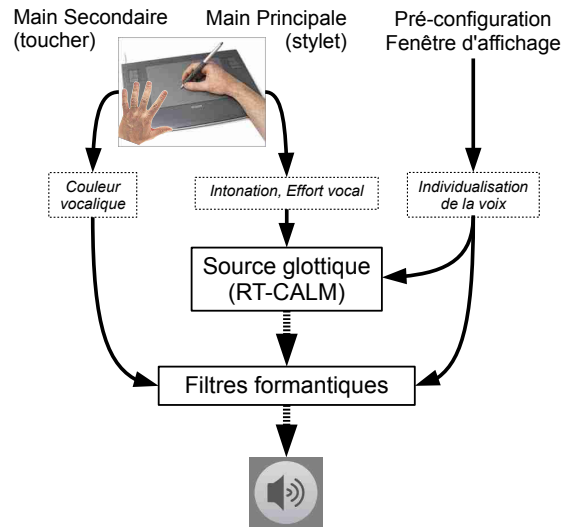 Main Secondaire
(toucher)
Main Principale
(stylet)
Pré-configuration
Fenêtre d'affichage
Couleur
vocalique
Intonation, Effort vocal
Individualisation
de la voix
Source glottique
(RT-CALM)
Filtres formantiques